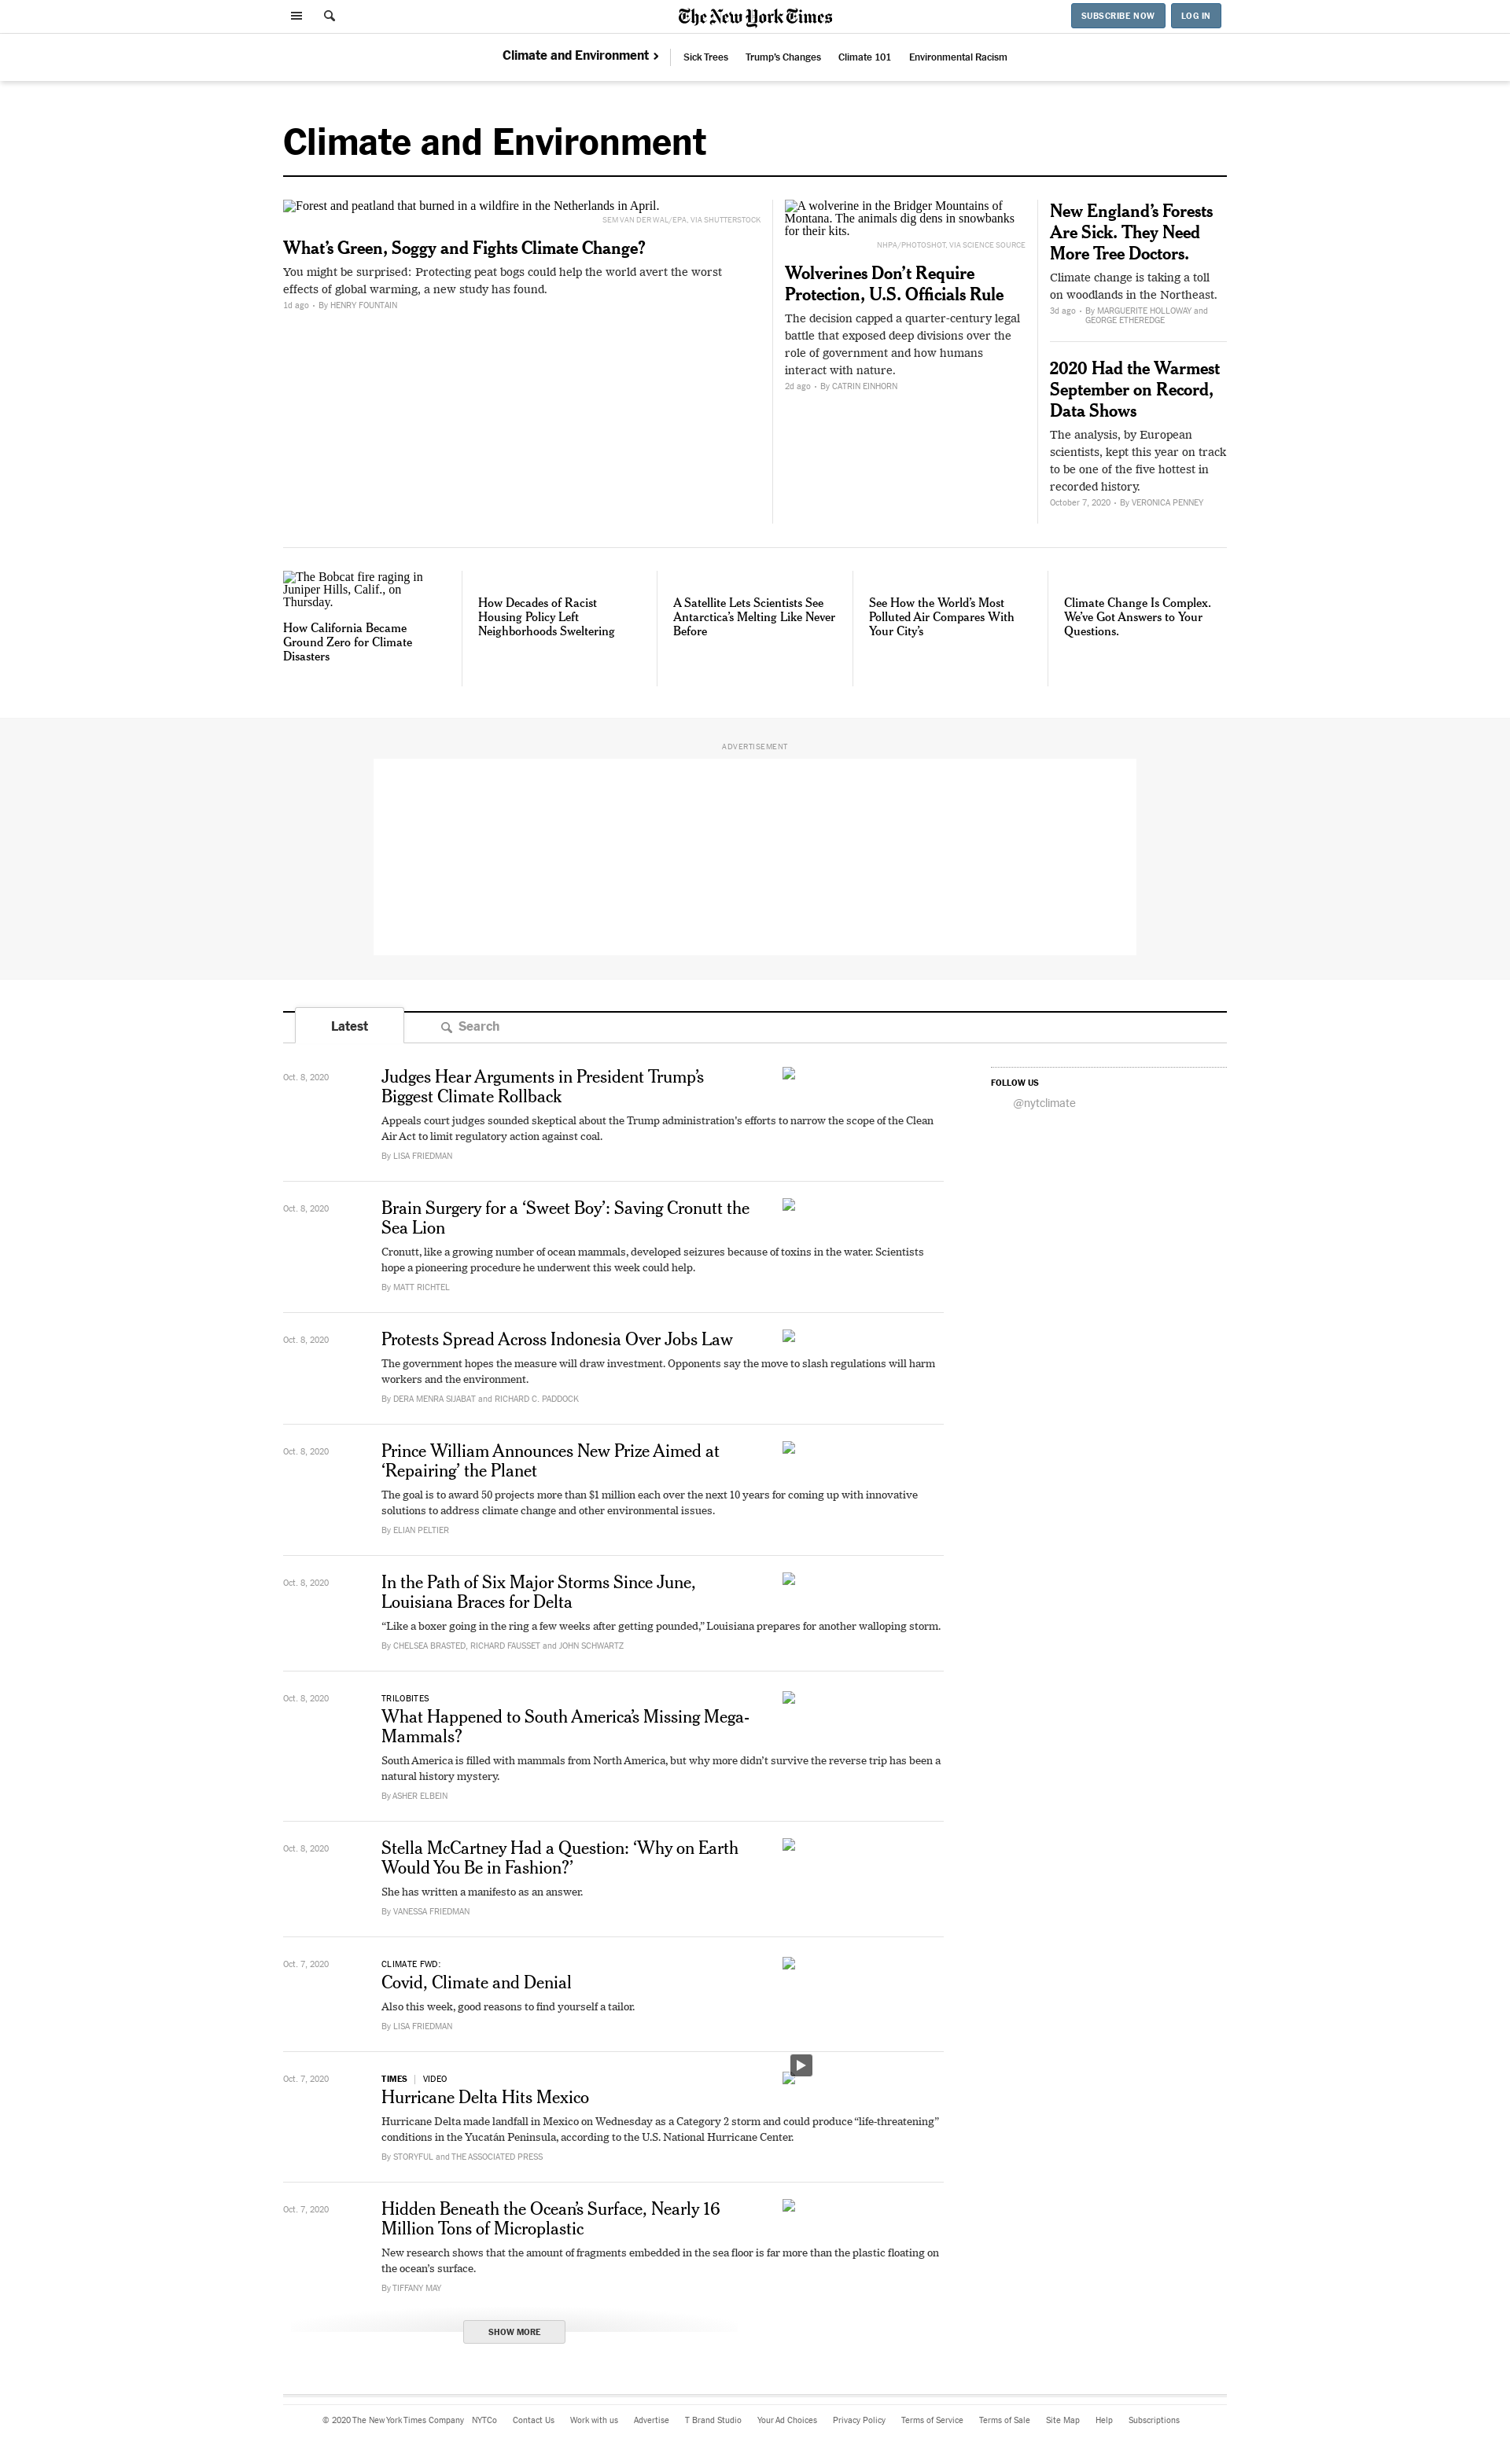 The New York Times
SUBSCRIBE NOW
LOG IN
Climate and Environment
Sick Trees
Trump's Changes
Climate 101
Environmental Racism
Climate and Environment
Forest and peatland that burned in a wildfire in the Netherlands in April.
SEM VAN DER WAL/EPA, VIA SHUTTERSTOCK
What's Green, Soggy and Fights Climate Change?
You might be surprised: Protecting peat bogs could help the world avert the worst
effects of global warming, a new study has found.
1d ago • By HENRY FOUNTAIN
A wolverine in the Bridger Mountains of
Montana. The animals dig dens in snowbanks
for their kits.
NHPA/PHOTOSHOT, VIA SCIENCE SOURCE
Wolverines Don't Require
Protection, U.S. Officials Rule
The decision capped a quarter-century legal
battle that exposed deep divisions over the
role of government and how humans
interact with nature.
2d ago • By CATRIN EINHORN
New England's Forests
Are Sick. They Need
More Tree Doctors.
Climate change is taking a toll
on woodlands in the Northeast.
3d ago • By MARGUERITE HOLLOWAY and
GEORGE ETHEREDGE
2020 Had the Warmest
September on Record,
Data Shows
The analysis, by European
scientists, kept this year on track
to be one of the five hottest in
recorded history.
October 7, 2020 • By VERONICA PENNEY
The Bobcat fire raging in
Juniper Hills, Calif., on
Thursday.
How California Became
Ground Zero for Climate
Disasters
How Decades of Racist
Housing Policy Left
Neighborhoods Sweltering
A Satellite Lets Scientists See
Antarctica's Melting Like Never
Before
See How the World's Most
Polluted Air Compares With
Your City's
Climate Change Is Complex.
We've Got Answers to Your
Questions.
ADVERTISEMENT
Latest
Search
FOLLOW US
@nytclimate
Oct. 8, 2020
Judges Hear Arguments in President Trump's
Biggest Climate Rollback
Appeals court judges sounded skeptical about the Trump administration's efforts to narrow the scope of the Clean
Air Act to limit regulatory action against coal.
By LISA FRIEDMAN
Oct. 8, 2020
Brain Surgery for a 'Sweet Boy': Saving Cronutt the
Sea Lion
Cronutt, like a growing number of ocean mammals, developed seizures because of toxins in the water. Scientists
hope a pioneering procedure he underwent this week could help.
By MATT RICHTEL
Oct. 8, 2020
Protests Spread Across Indonesia Over Jobs Law
The government hopes the measure will draw investment. Opponents say the move to slash regulations will harm
workers and the environment.
By DERA MENRA SIJABAT and RICHARD C. PADDOCK
Oct. 8, 2020
Prince William Announces New Prize Aimed at
'Repairing' the Planet
The goal is to award 50 projects more than $1 million each over the next 10 years for coming up with innovative
solutions to address climate change and other environmental issues.
By ELIAN PELTIER
Oct. 8, 2020
In the Path of Six Major Storms Since June,
Louisiana Braces for Delta
"Like a boxer going in the ring a few weeks after getting pounded," Louisiana prepares for another walloping storm.
By CHELSEA BRASTED, RICHARD FAUSSET and JOHN SCHWARTZ
Oct. 8, 2020
TRILOBITES
What Happened to South America's Missing Mega-
Mammals?
South America is filled with mammals from North America, but why more didn't survive the reverse trip has been a
natural history mystery.
By ASHER ELBEIN
Oct. 8, 2020
Stella McCartney Had a Question: 'Why on Earth
Would You Be in Fashion?'
She has written a manifesto as an answer.
By VANESSA FRIEDMAN
Oct. 7, 2020
CLIMATE FWD:
Covid, Climate and Denial
Also this week, good reasons to find yourself a tailor.
By LISA FRIEDMAN
Oct. 7, 2020
TIMES | VIDEO
Hurricane Delta Hits Mexico
Hurricane Delta made landfall in Mexico on Wednesday as a Category 2 storm and could produce "life-threatening"
conditions in the Yucatán Peninsula, according to the U.S. National Hurricane Center.
By STORYFUL and THE ASSOCIATED PRESS
Oct. 7, 2020
Hidden Beneath the Ocean's Surface, Nearly 16
Million Tons of Microplastic
New research shows that the amount of fragments embedded in the sea floor is far more than the plastic floating on
the ocean's surface.
By TIFFANY MAY
SHOW MORE
© 2020 The New York Times Company NYTCo Contact Us Work with us Advertise T Brand Studio Your Ad Choices Privacy Policy Terms of Service Terms of Sale Site Map Help Subscriptions